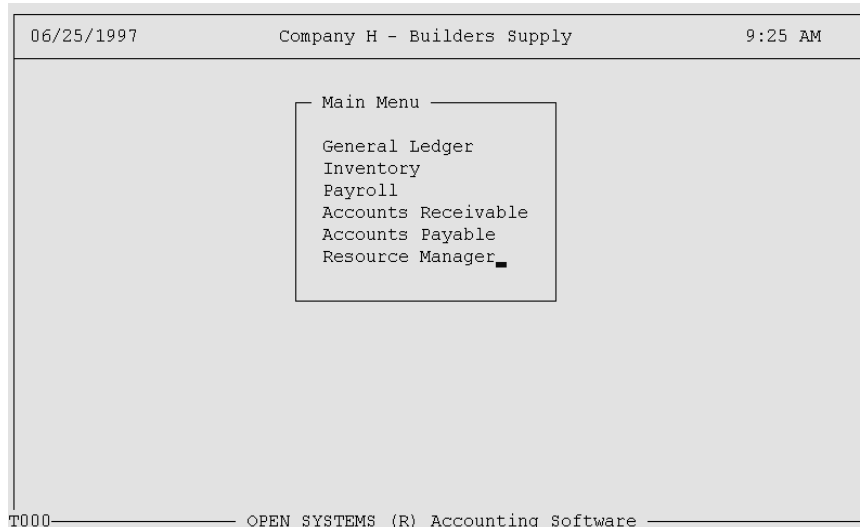 06/25/1997 Company H - Builders Supply 9:25 AM
Main Menu
General Ledger
Inventory
Payroll
Accounts Receivable
Accounts Payable
Resource Manager
T000 OPEN SYSTEMS (R) Accounting Software